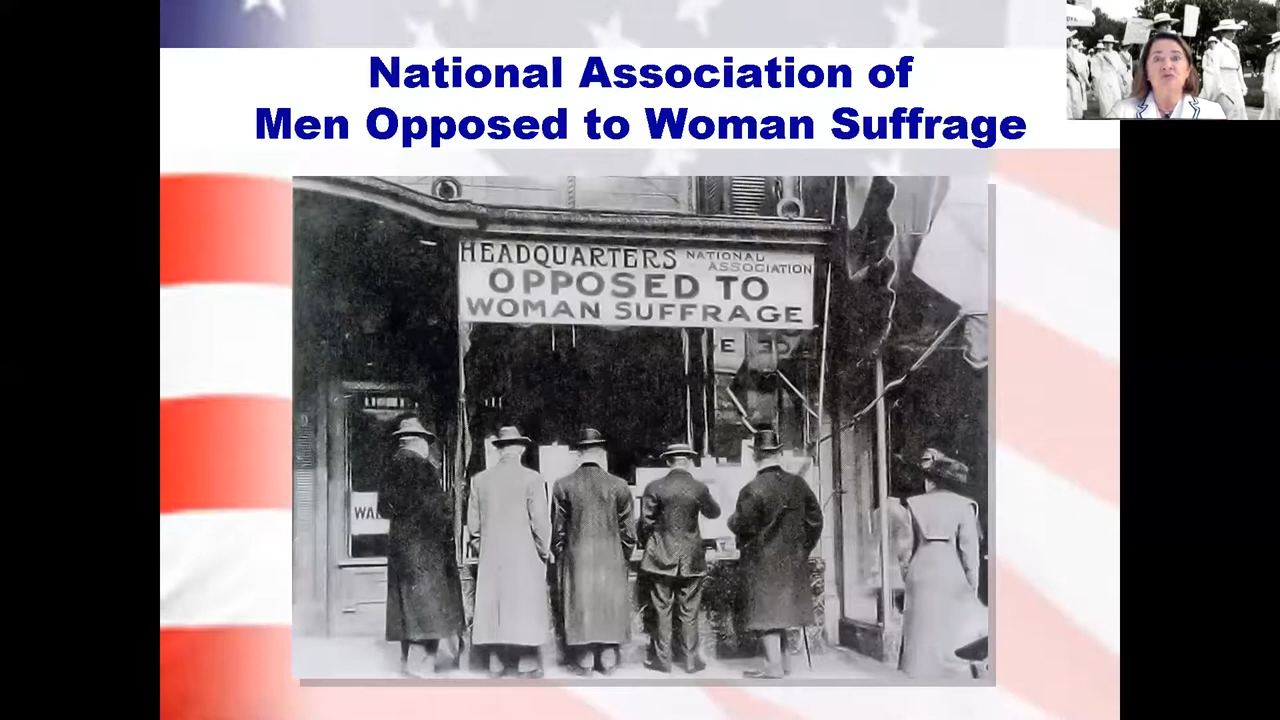 National Association of
Men Opposed to Woman Suffrage
HEADQUARTERS NATIONAL
ASSOCIATION
OPPOSED TO
WOMAN SUFFRAGE